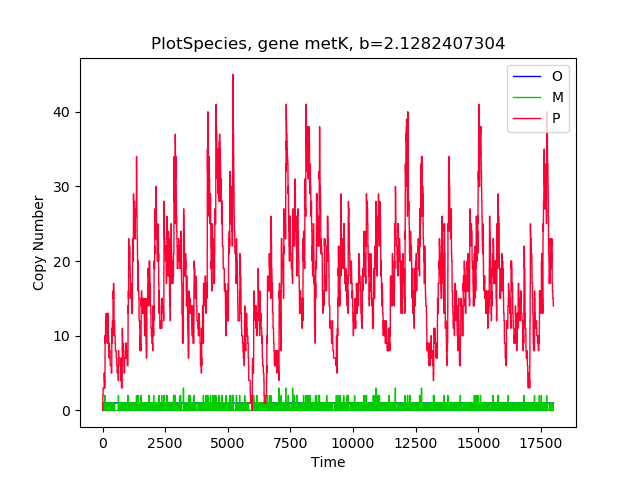 PlotSpecies, gene metK, b=2.1282407304
O
M
P
40
30
20
10
0
Copy Number
0 2500 5000 7500 10000 12500 15000 17500
Time